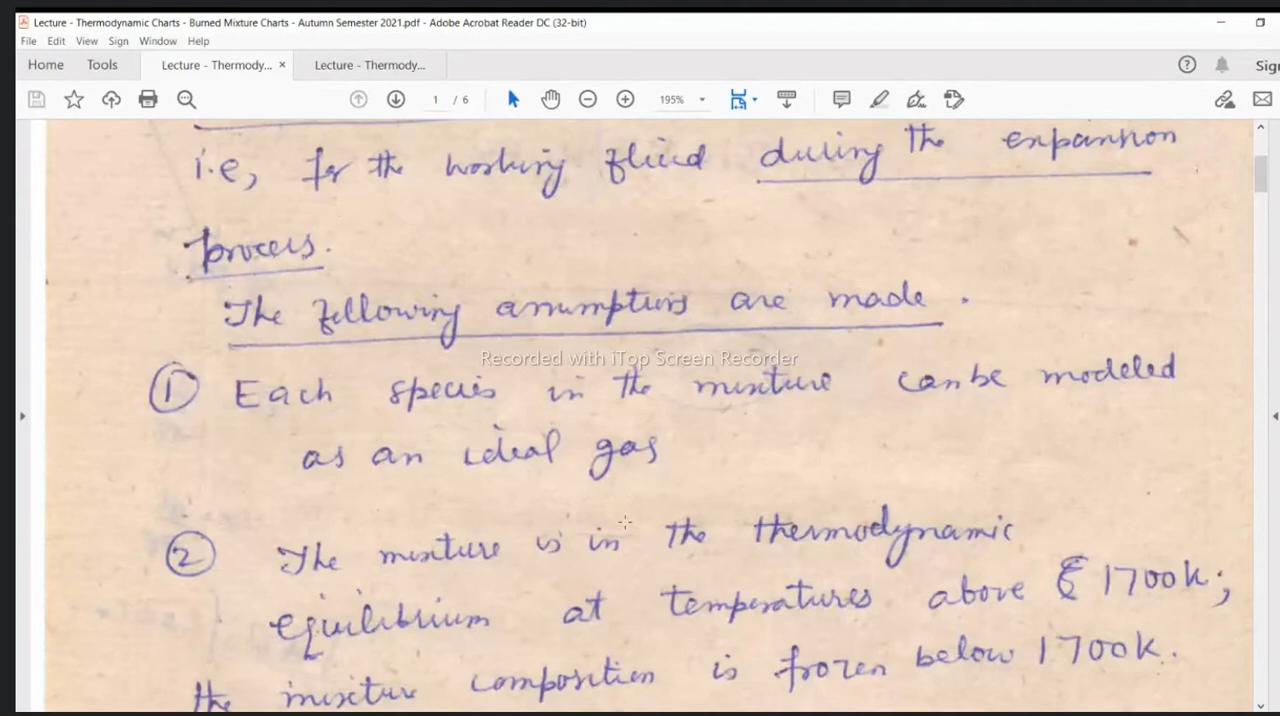 Lecture - Thermodynamic Charts - Burned Mixture Charts - Autumn Semester 2021.pdf - Adobe Acrobat Reader DC (32-bit)
File Edit View Sign Window Help
Home Tools Lecture - Thermody... × Lecture - Thermody... Sign
1 / 6 195%
i.e, for the working fluid during the expansion
process.
The following assumptions are made.
Recorded with iTop Screen Recorder
① Each species in the mixture can be modeled
as an ideal gas
② The mixture is in the thermodynamic
equilibrium at temperatures above 1700K;
the mixture composition is frozen below 1700K.